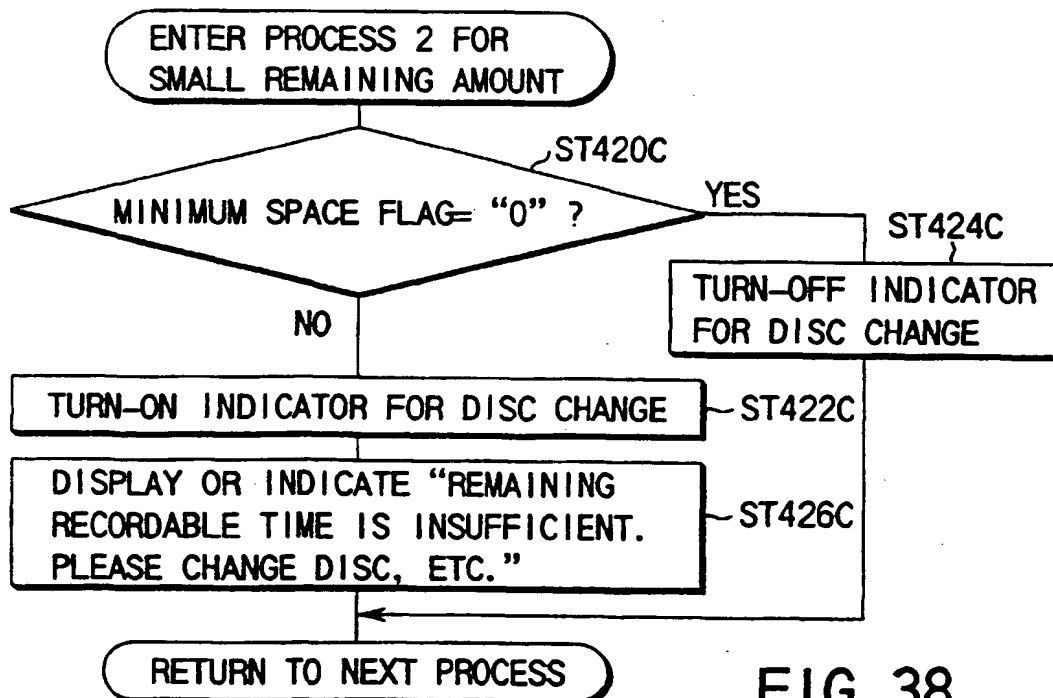 ENTER PROCESS 2 FOR
SMALL REMAINING AMOUNT
ST420C
MINIMUM SPACE FLAG= “0” ?
YES
ST424C
TURN–OFF INDICATOR
FOR DISC CHANGE
NO
TURN–ON INDICATOR FOR DISC CHANGE
ST422C
DISPLAY OR INDICATE “REMAINING
RECORDABLE TIME IS INSUFFICIENT.
PLEASE CHANGE DISC, ETC.”
ST426C
RETURN TO NEXT PROCESS
FIG. 38